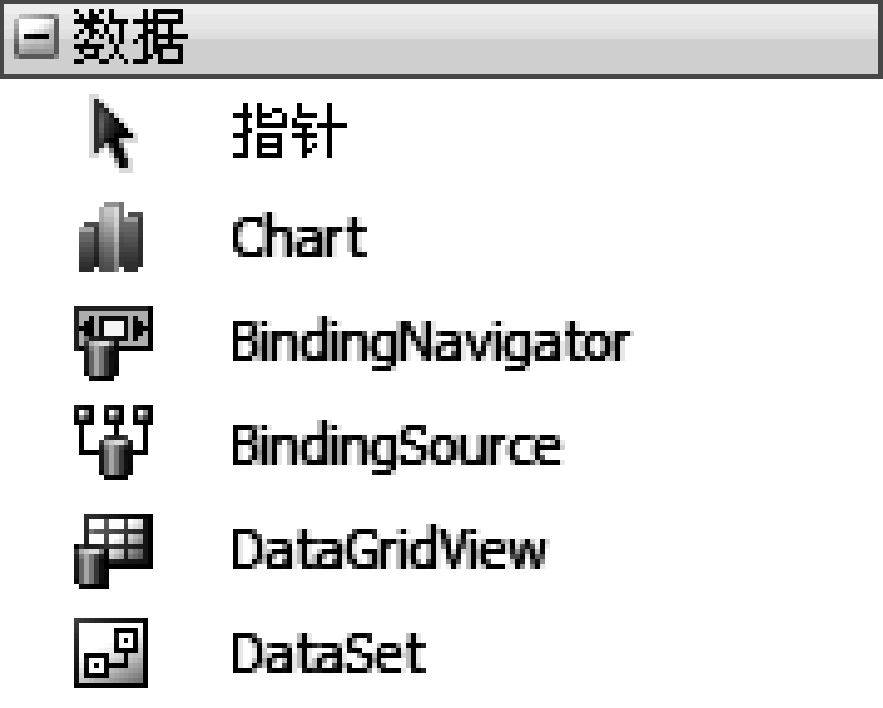 数据
指针
Chart
BindingNavigator
BindingSource
DataGridView
DataSet